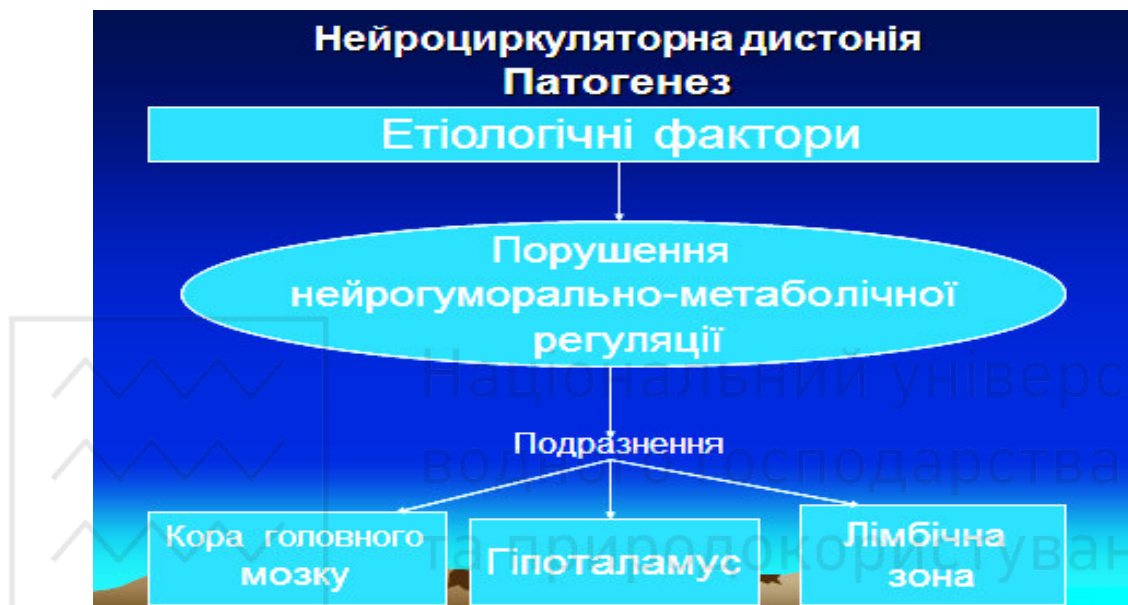 Нейроциркуляторна дистонія
Патогенез
Етіологічні фактори
Порушення
нейрогуморально-метаболічної
регуляції
Подразнення
Кора головного
мозку
Гіпоталамус
Лімбічна
зона
Національний універс
водного господарства
та природокористуван